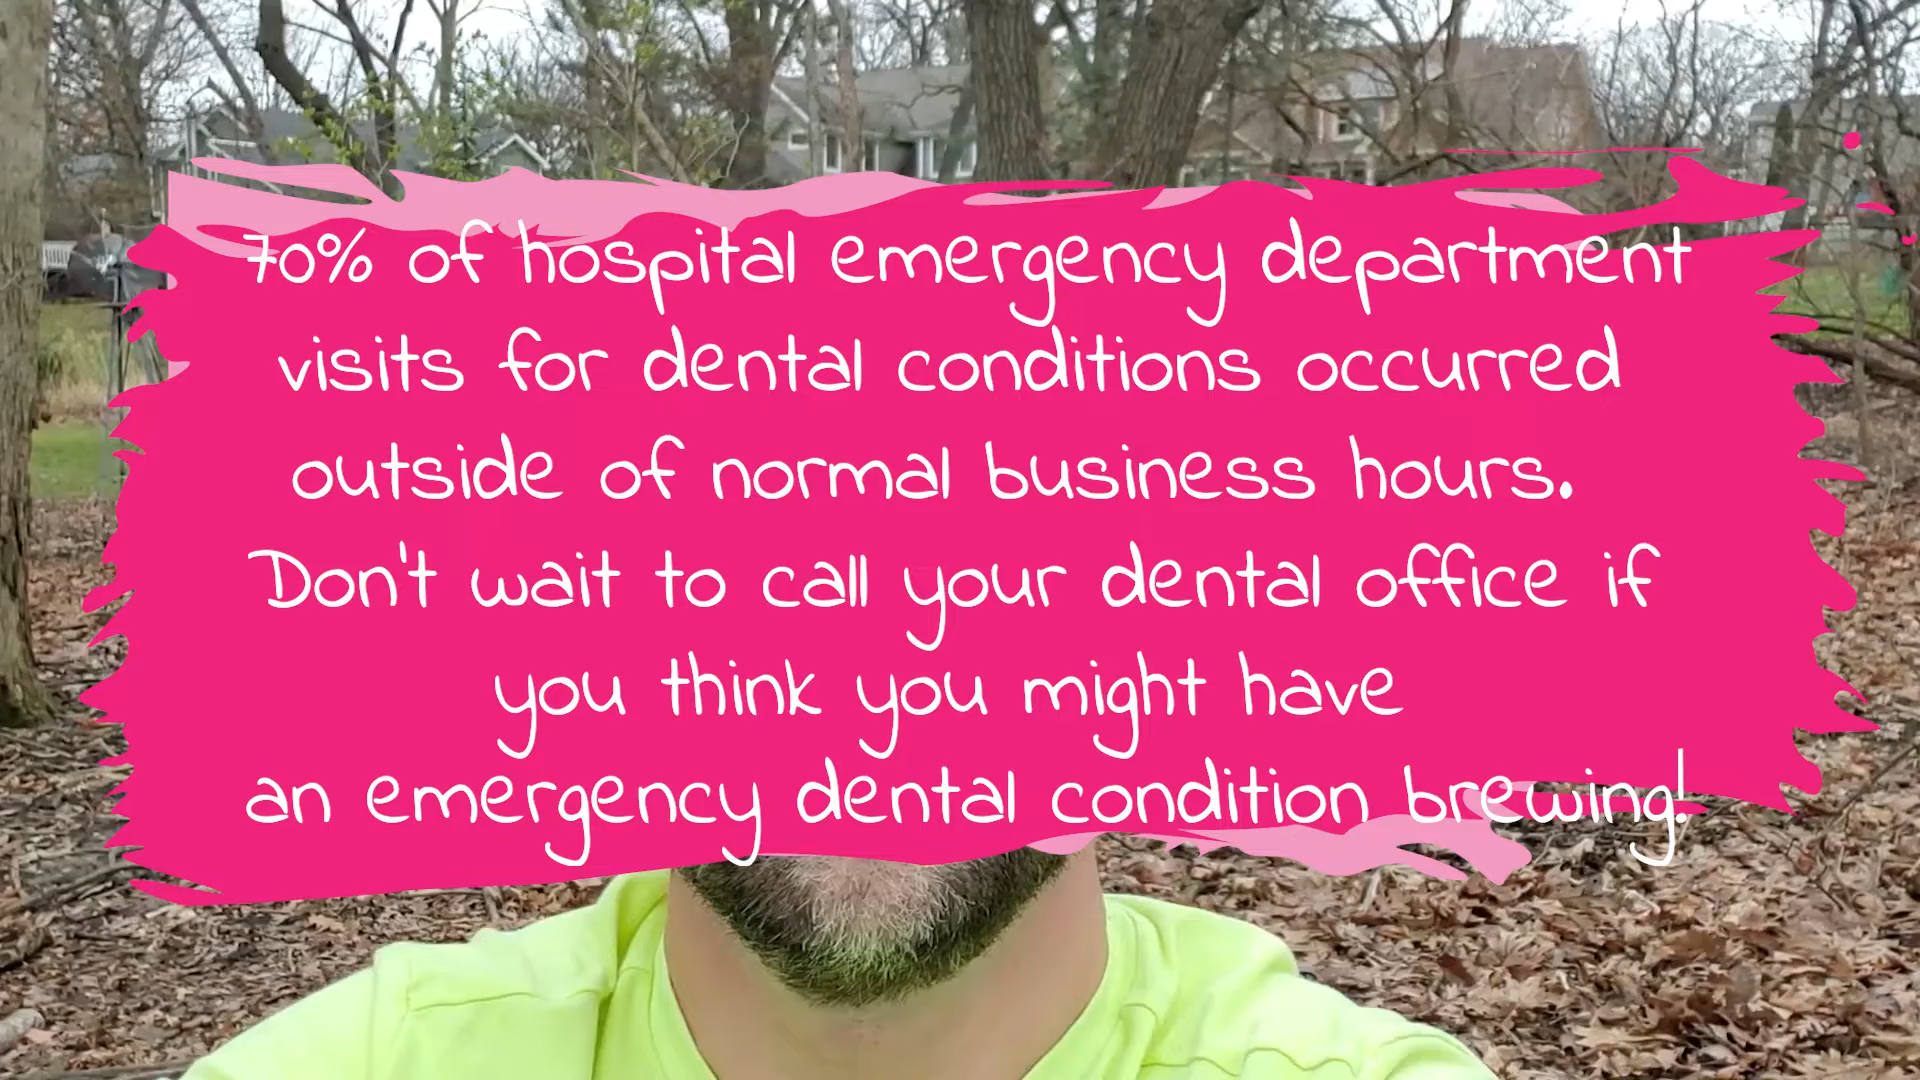 70% of hospital emergency department
visits for dental conditions occurred
outside of normal business hours.
Don't wait to call your dental office if
you think you might have
an emergency dental condition brewing!